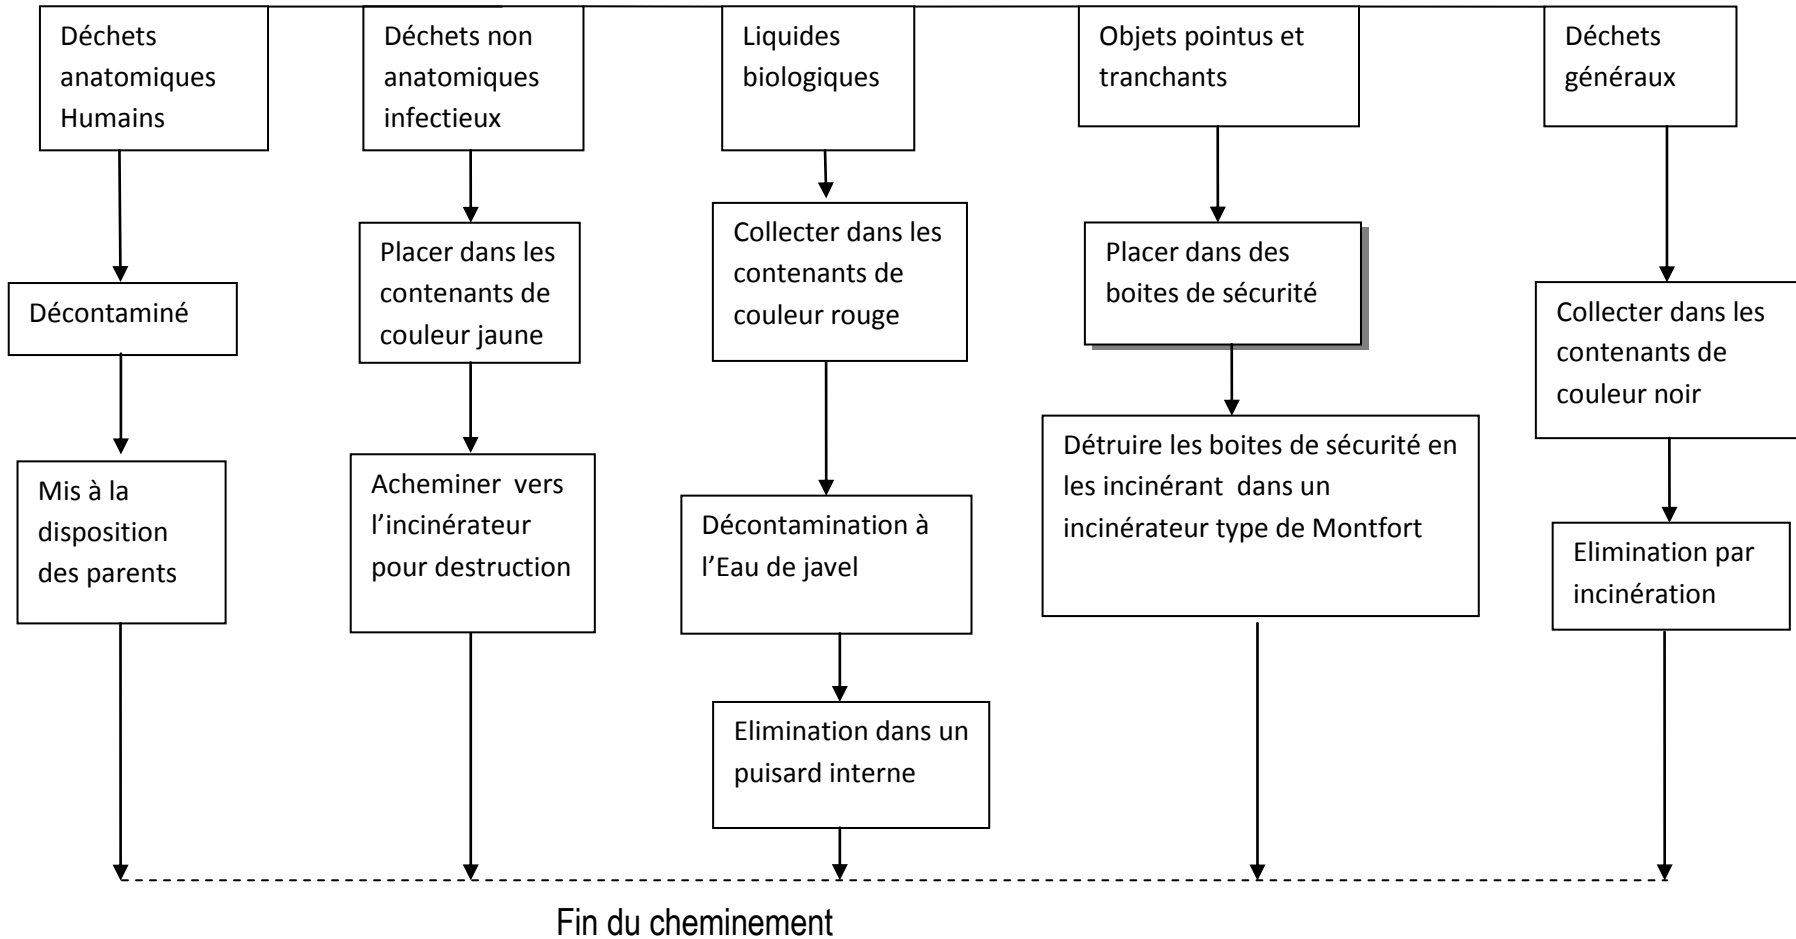 Déchets
anatomiques
Humains
Déchets non
anatomiques
infectieux
Liquides
biologiques
Objets pointus et
tranchants
Déchets
généraux
Décontaminé
Placer dans les
contenants de
couleur jaune
Collecter dans les
contenants de
couleur rouge
Placer dans des
boites de sécurité
Collecter dans les
contenants de
couleur noir
Mis à la
disposition
des parents
Acheminer vers
l’incinérateur
pour destruction
Décontamination à
l’Eau de javel
Détruire les boites de sécurité en
les incinérant dans un
incinérateur type de Montfort
Elimination par
incinération
Elimination dans un
puisard interne
Fin du cheminement